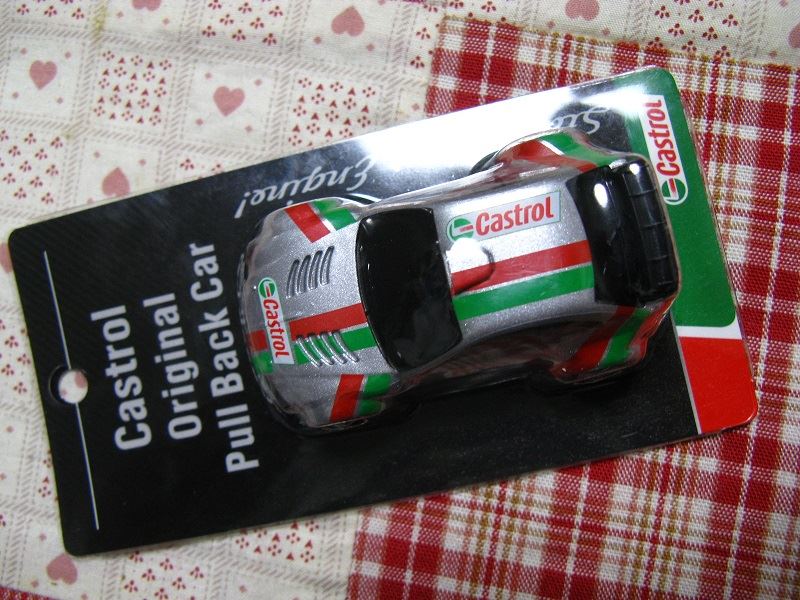 Castrol
Original
Pull Back Car
Engine!
Castrol
Castrol
Castrol